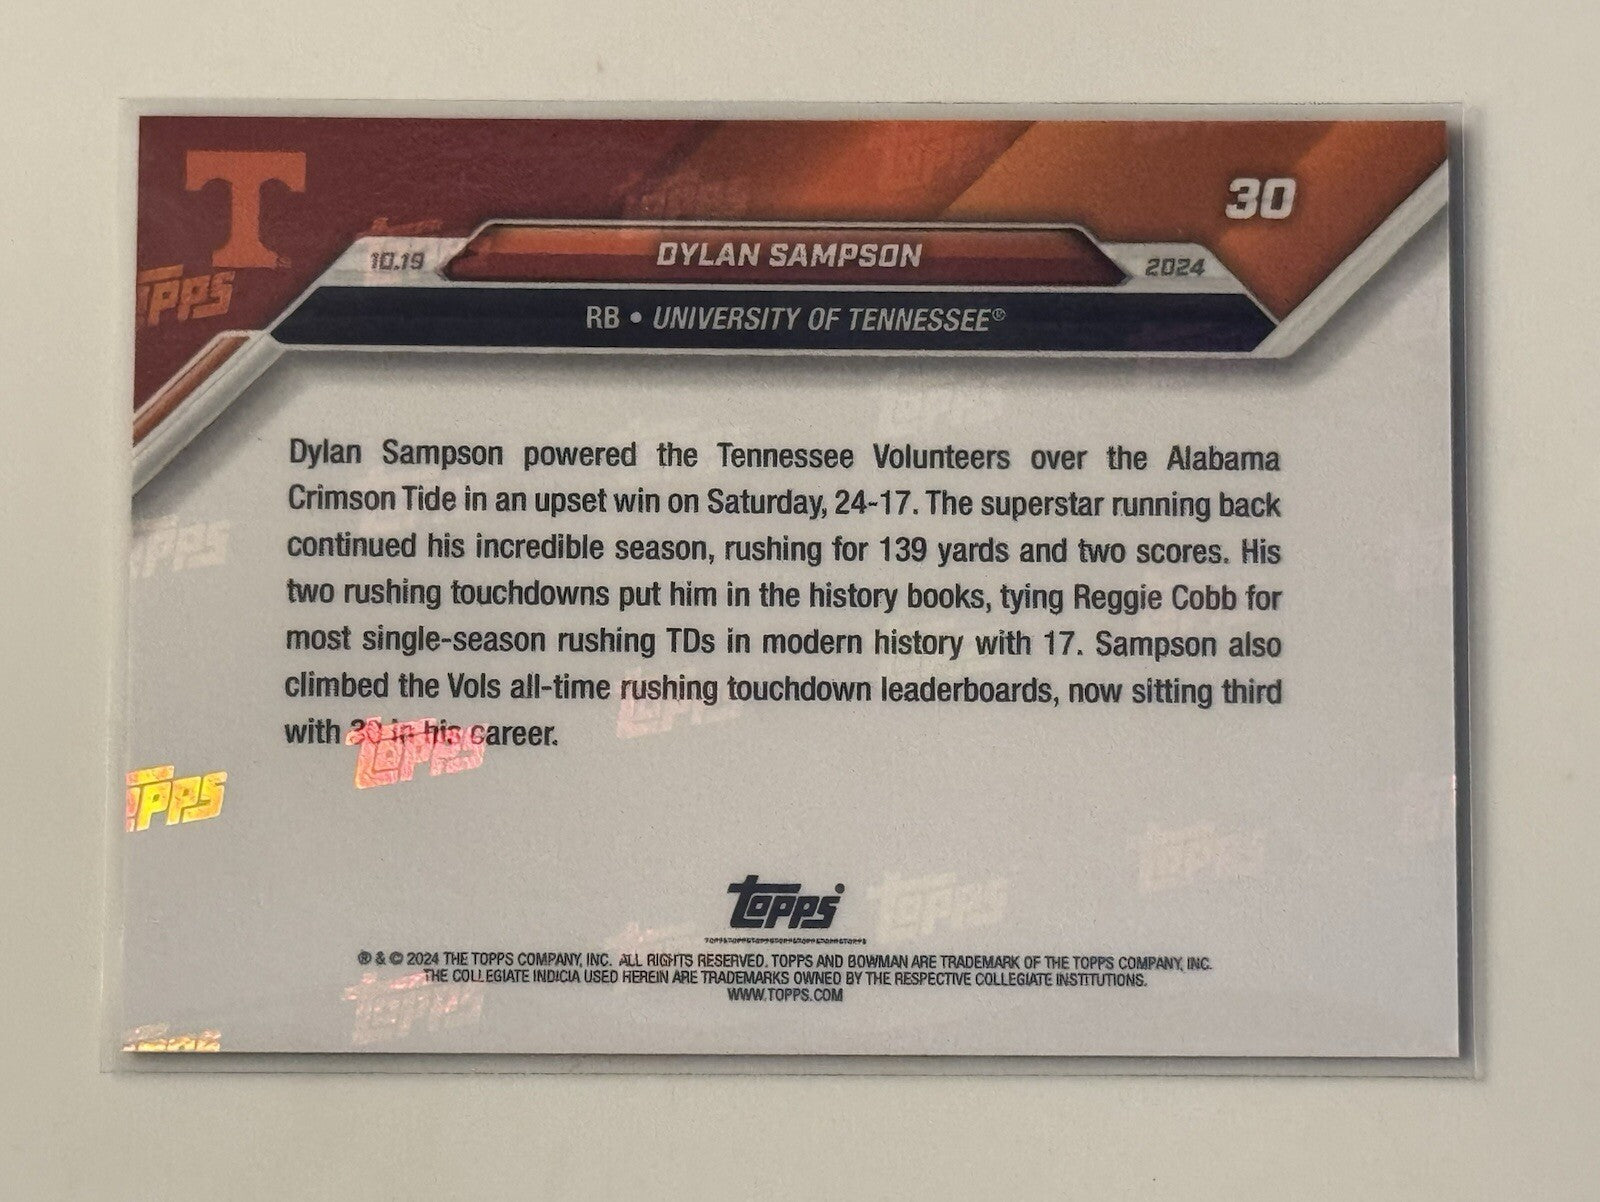 T
30
10.19 DYLAN SAMPSON 2024
RB • UNIVERSITY OF TENNESSEE®
Dylan Sampson powered the Tennessee Volunteers over the Alabama
Crimson Tide in an upset win on Saturday, 24-17. The superstar running back
continued his incredible season, rushing for 139 yards and two scores. His
two rushing touchdowns put him in the history books, tying Reggie Cobb for
most single-season rushing TDs in modern history with 17. Sampson also
climbed the Vols all-time rushing touchdown leaderboards, now sitting third
with 30 in his career.
Topps
® & © 2024 THE TOPPS COMPANY, INC. ALL RIGHTS RESERVED. TOPPS AND BOWMAN ARE TRADEMARK OF THE TOPPS COMPANY, INC.
THE COLLEGIATE INDICIA USED HEREIN ARE TRADEMARKS OWNED BY THE RESPECTIVE COLLEGIATE INSTITUTIONS.
WWW.TOPPS.COM